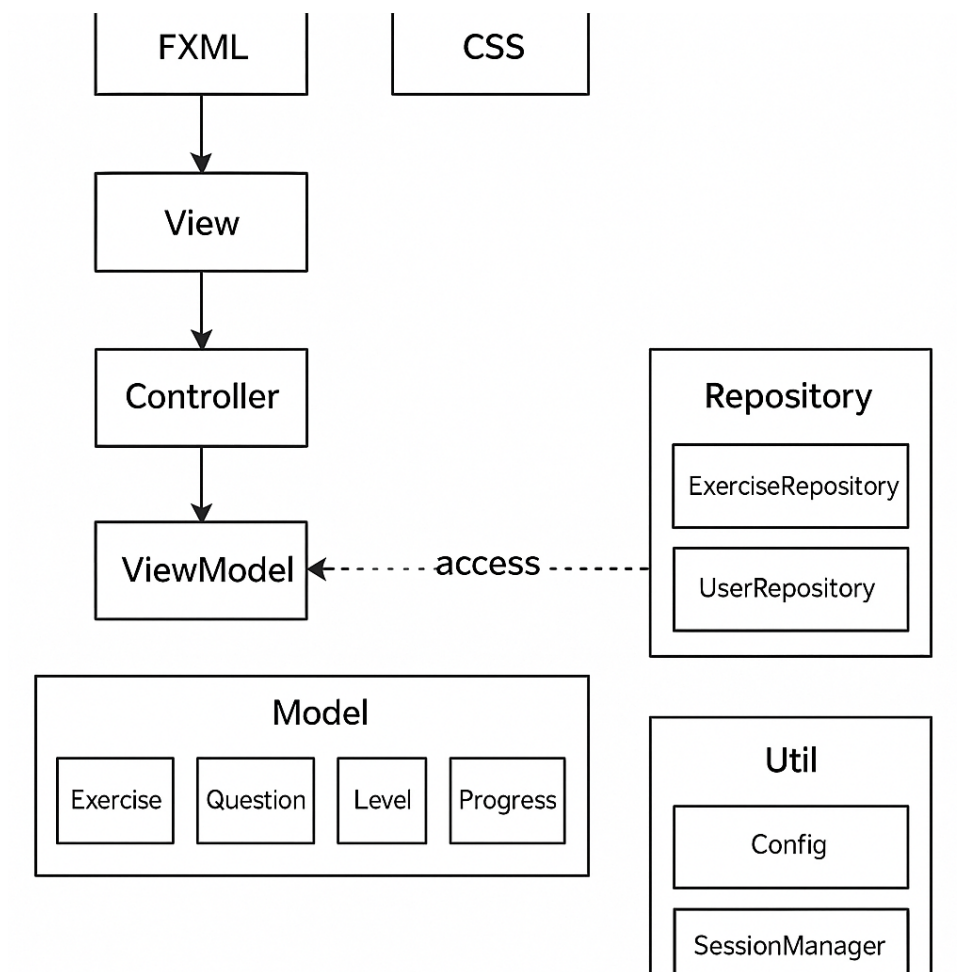 FXML
CSS
View
Controller
ViewModel
access
Repository
ExerciseRepository
UserRepository
Model
Exercise
Question
Level
Progress
Util
Config
SessionManager